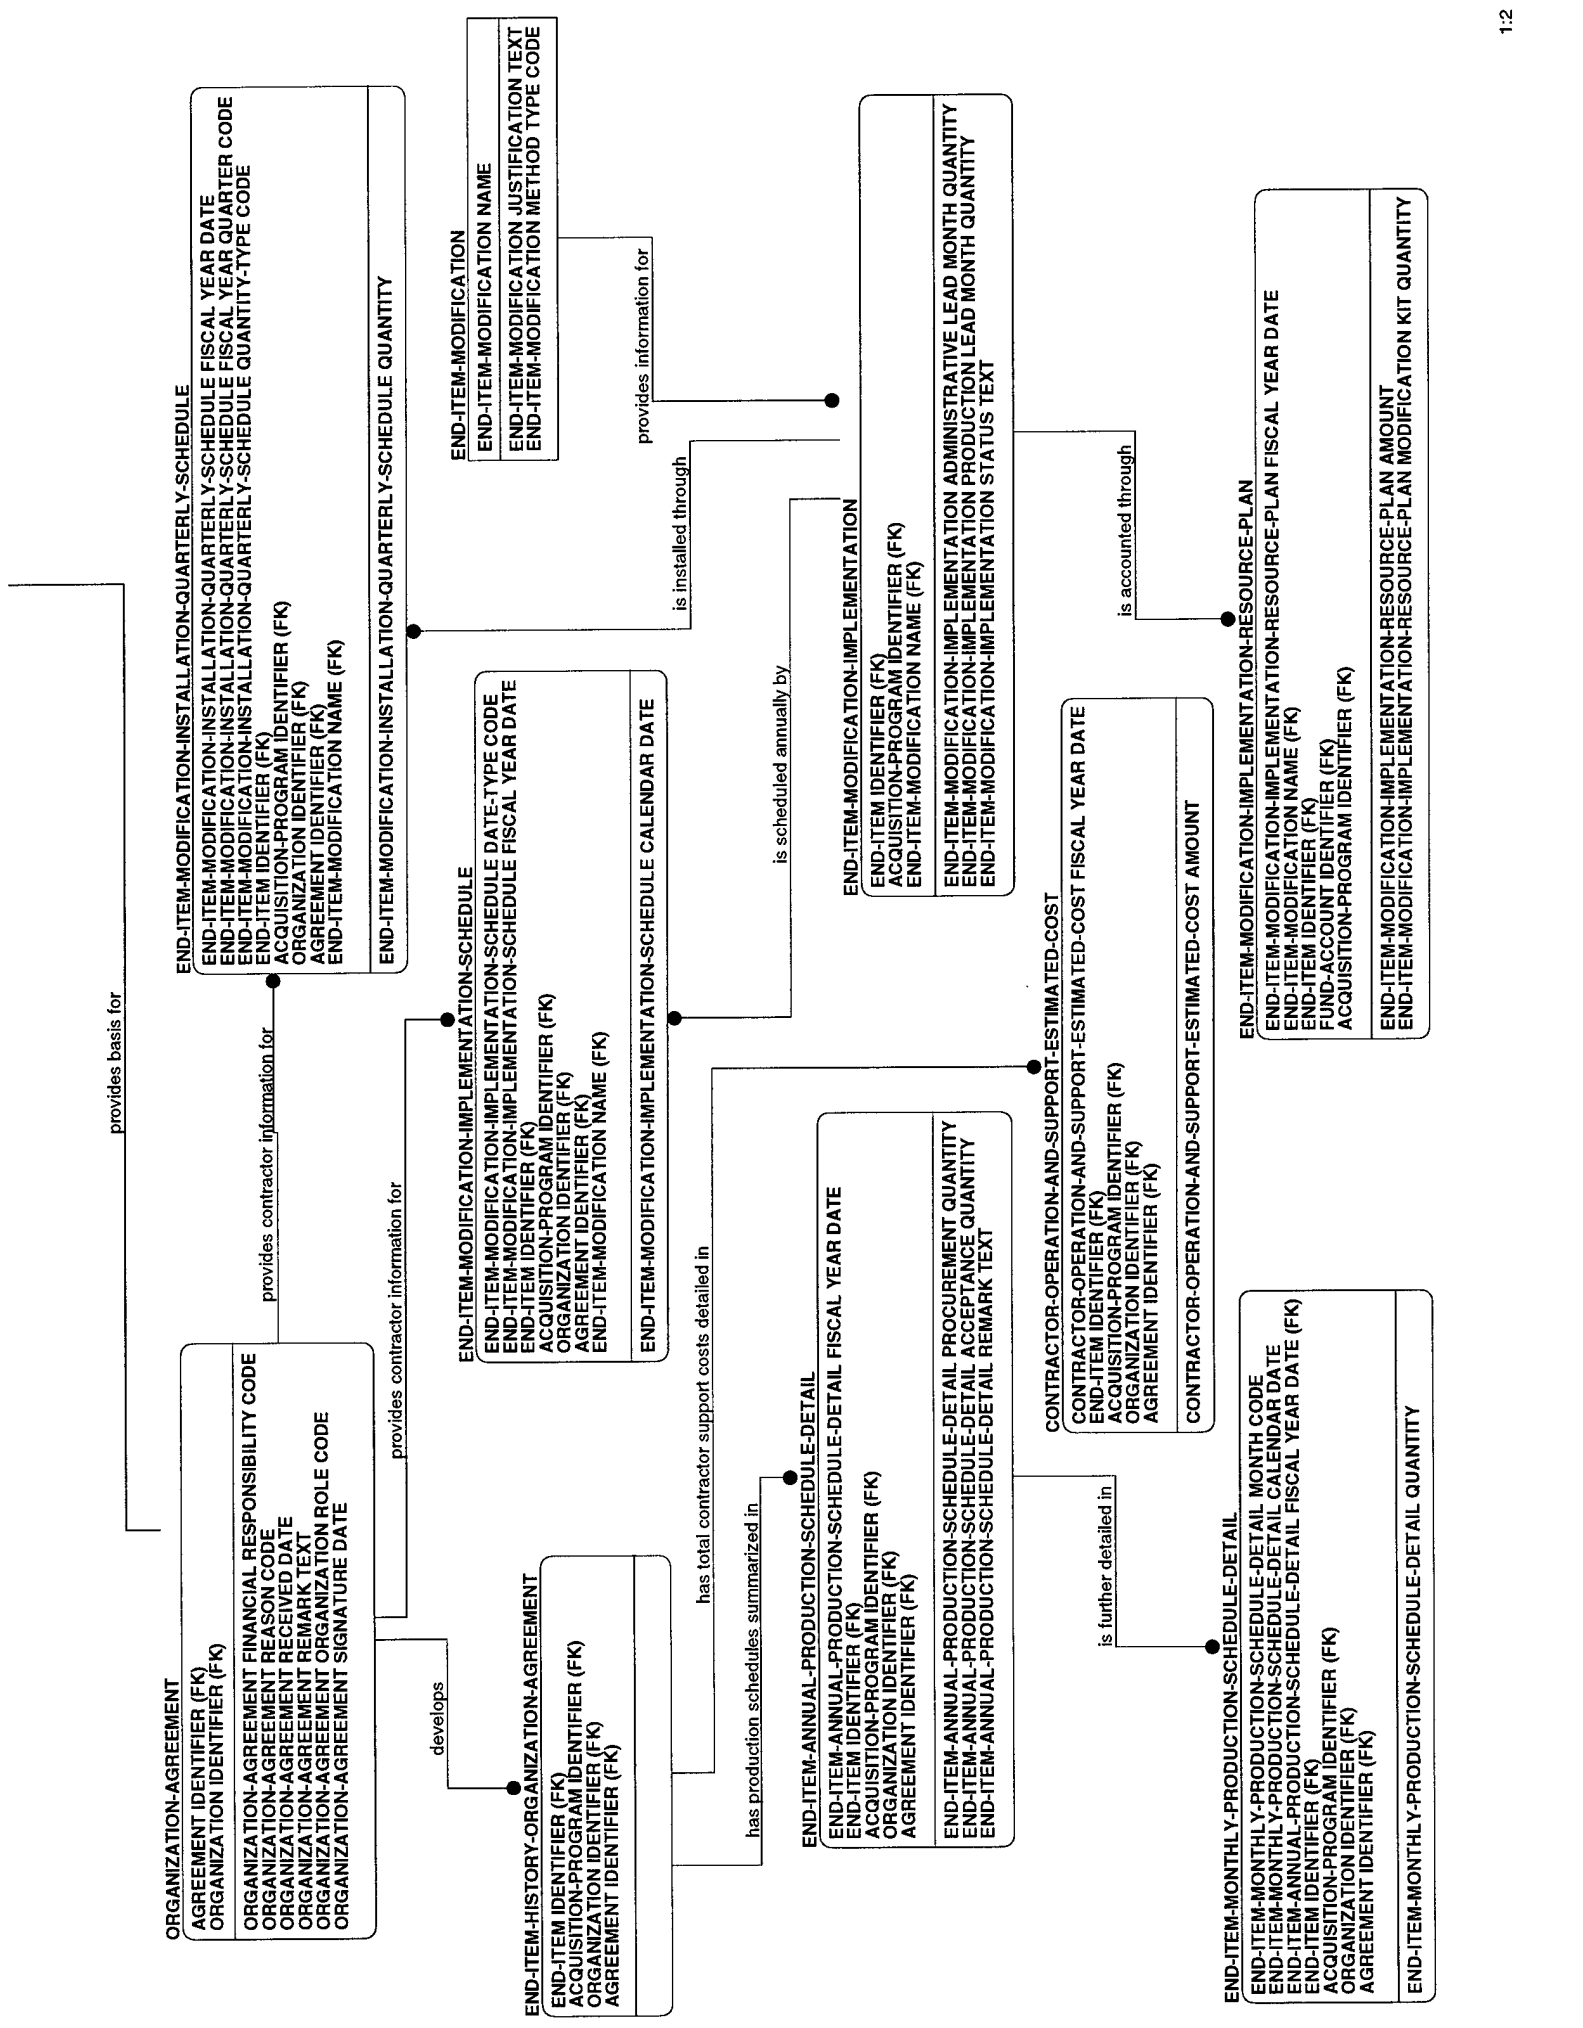 provides basis for
ORGANIZATION-AGREEMENT
AGREEMENT IDENTIFIER (FK)
ORGANIZATION IDENTIFIER (FK)
ORGANIZATION-AGREEMENT FINANCIAL RESPONSIBILITY CODE
ORGANIZATION-AGREEMENT REASON CODE
ORGANIZATION-AGREEMENT RECEIVED DATE
ORGANIZATION-AGREEMENT REMARK TEXT
ORGANIZATION-AGREEMENT ORGANIZATION ROLE CODE
ORGANIZATION-AGREEMENT SIGNATURE DATE
provides contractor information for
END-ITEM-MODIFICATION-INSTALLATION-QUARTERLY-SCHEDULE
END-ITEM-MODIFICATION-INSTALLATION-QUARTERLY-SCHEDULE FISCAL YEAR DATE
END-ITEM-MODIFICATION-INSTALLATION-QUARTERLY-SCHEDULE FISCAL YEAR QUARTER CODE
END-ITEM-MODIFICATION-INSTALLATION-QUARTERLY-SCHEDULE QUANTITY-TYPE CODE
END-ITEM IDENTIFIER (FK)
ACQUISITION-PROGRAM IDENTIFIER (FK)
ORGANIZATION IDENTIFIER (FK)
AGREEMENT IDENTIFIER (FK)
END-ITEM-MODIFICATION NAME (FK)
END-ITEM-MODIFICATION-INSTALLATION-QUARTERLY-SCHEDULE QUANTITY
provides contractor information for
develops
END-ITEM-MODIFICATION-IMPLEMENTATION-SCHEDULE
END-ITEM-MODIFICATION-IMPLEMENTATION-SCHEDULE DATE-TYPE CODE
END-ITEM-MODIFICATION-IMPLEMENTATION-SCHEDULE FISCAL YEAR DATE
END-ITEM IDENTIFIER (FK)
ACQUISITION-PROGRAM IDENTIFIER (FK)
ORGANIZATION IDENTIFIER (FK)
AGREEMENT IDENTIFIER (FK)
END-ITEM-MODIFICATION NAME (FK)
END-ITEM-MODIFICATION-IMPLEMENTATION-SCHEDULE CALENDAR DATE
END-ITEM-MODIFICATION
END-ITEM-MODIFICATION NAME
END-ITEM-MODIFICATION JUSTIFICATION TEXT
END-ITEM-MODIFICATION METHOD TYPE CODE
END-ITEM-HISTORY-ORGANIZATION-AGREEMENT
END-ITEM IDENTIFIER (FK)
ACQUISITION-PROGRAM IDENTIFIER (FK)
ORGANIZATION IDENTIFIER (FK)
AGREEMENT IDENTIFIER (FK)
provides information for
is installed through
has total contractor support costs detailed in
has production schedules summarized in
is scheduled annually by
END-ITEM-ANNUAL-PRODUCTION-SCHEDULE-DETAIL
END-ITEM-ANNUAL-PRODUCTION-SCHEDULE-DETAIL FISCAL YEAR DATE
END-ITEM IDENTIFIER (FK)
ACQUISITION-PROGRAM IDENTIFIER (FK)
ORGANIZATION IDENTIFIER (FK)
AGREEMENT IDENTIFIER (FK)
END-ITEM-ANNUAL-PRODUCTION-SCHEDULE-DETAIL PROCUREMENT QUANTITY
END-ITEM-ANNUAL-PRODUCTION-SCHEDULE-DETAIL ACCEPTANCE QUANTITY
END-ITEM-ANNUAL-PRODUCTION-SCHEDULE-DETAIL REMARK TEXT
END-ITEM-MODIFICATION-IMPLEMENTATION
END-ITEM IDENTIFIER (FK)
ACQUISITION-PROGRAM IDENTIFIER (FK)
END-ITEM-MODIFICATION NAME (FK)
END-ITEM-MODIFICATION-IMPLEMENTATION ADMINISTRATIVE LEAD MONTH QUANTITY
END-ITEM-MODIFICATION-IMPLEMENTATION PRODUCTION LEAD MONTH QUANTITY
END-ITEM-MODIFICATION-IMPLEMENTATION STATUS TEXT
CONTRACTOR-OPERATION-AND-SUPPORT-ESTIMATED-COST
CONTRACTOR-OPERATION-AND-SUPPORT-ESTIMATED-COST FISCAL YEAR DATE
END-ITEM IDENTIFIER (FK)
ACQUISITION-PROGRAM IDENTIFIER (FK)
ORGANIZATION IDENTIFIER (FK)
AGREEMENT IDENTIFIER (FK)
CONTRACTOR-OPERATION-AND-SUPPORT-ESTIMATED-COST AMOUNT
is further detailed in
is accounted through
END-ITEM-MONTHLY-PRODUCTION-SCHEDULE-DETAIL
END-ITEM-MONTHLY-PRODUCTION-SCHEDULE-DETAIL MONTH CODE
END-ITEM-MONTHLY-PRODUCTION-SCHEDULE-DETAIL CALENDAR DATE
END-ITEM-ANNUAL-PRODUCTION-SCHEDULE-DETAIL FISCAL YEAR DATE (FK)
END-ITEM IDENTIFIER (FK)
ACQUISITION-PROGRAM IDENTIFIER (FK)
ORGANIZATION IDENTIFIER (FK)
AGREEMENT IDENTIFIER (FK)
END-ITEM-MONTHLY-PRODUCTION-SCHEDULE-DETAIL QUANTITY
END-ITEM-MODIFICATION-IMPLEMENTATION-RESOURCE-PLAN
END-ITEM-MODIFICATION-IMPLEMENTATION-RESOURCE-PLAN FISCAL YEAR DATE
END-ITEM-MODIFICATION NAME (FK)
END-ITEM IDENTIFIER (FK)
FUND-ACCOUNT IDENTIFIER (FK)
ACQUISITION-PROGRAM IDENTIFIER (FK)
END-ITEM-MODIFICATION-IMPLEMENTATION-RESOURCE-PLAN AMOUNT
END-ITEM-MODIFICATION-IMPLEMENTATION-RESOURCE-PLAN MODIFICATION KIT QUANTITY
1:2